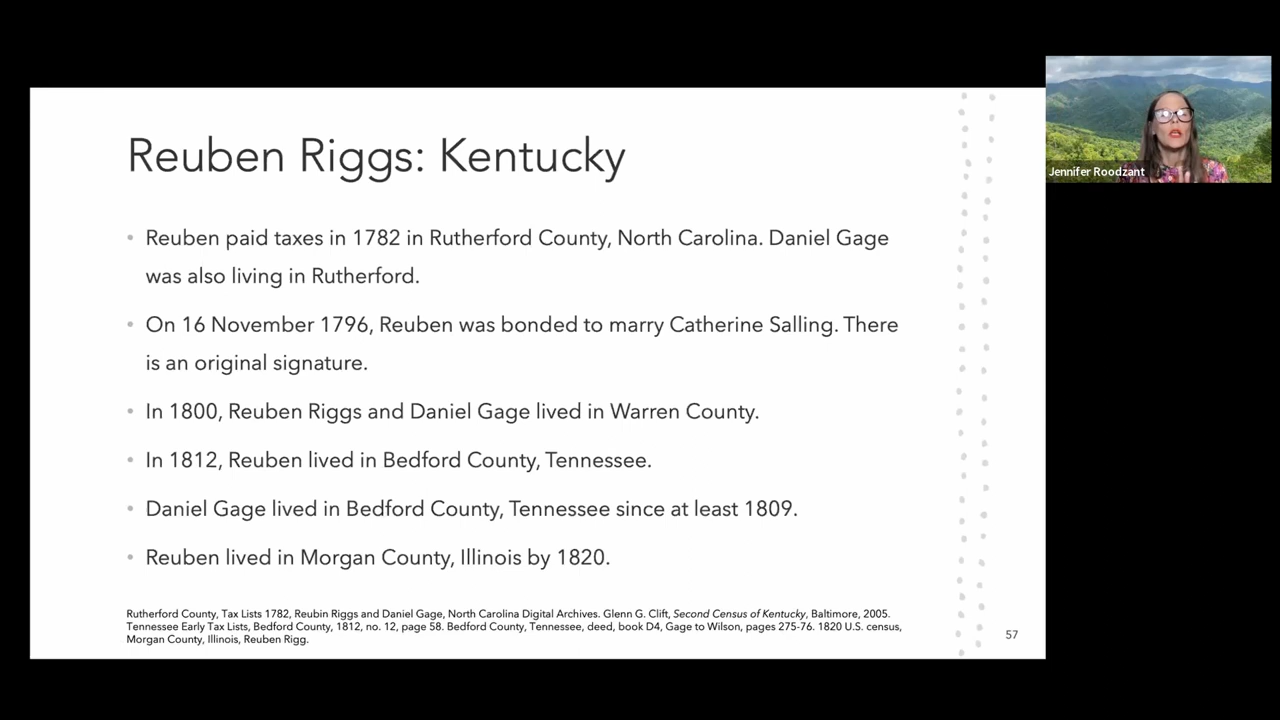 Reuben Riggs: Kentucky
Jennifer Roodzant
• Reuben paid taxes in 1782 in Rutherford County, North Carolina. Daniel Gage
was also living in Rutherford.
• On 16 November 1796, Reuben was bonded to marry Catherine Salling. There
is an original signature.
• In 1800, Reuben Riggs and Daniel Gage lived in Warren County.
• In 1812, Reuben lived in Bedford County, Tennessee.
• Daniel Gage lived in Bedford County, Tennessee since at least 1809.
• Reuben lived in Morgan County, Illinois by 1820.
Rutherford County, Tax Lists 1782, Reubin Riggs and Daniel Gage, North Carolina Digital Archives. Glenn G. Clift, Second Census of Kentucky, Baltimore, 2005.
Tennessee Early Tax Lists, Bedford County, 1812, no. 12, page 58. Bedford County, Tennessee, deed, book D4, Gage to Wilson, pages 275-76. 1820 U.S. census,
Morgan County, Illinois, Reuben Rigg.
57